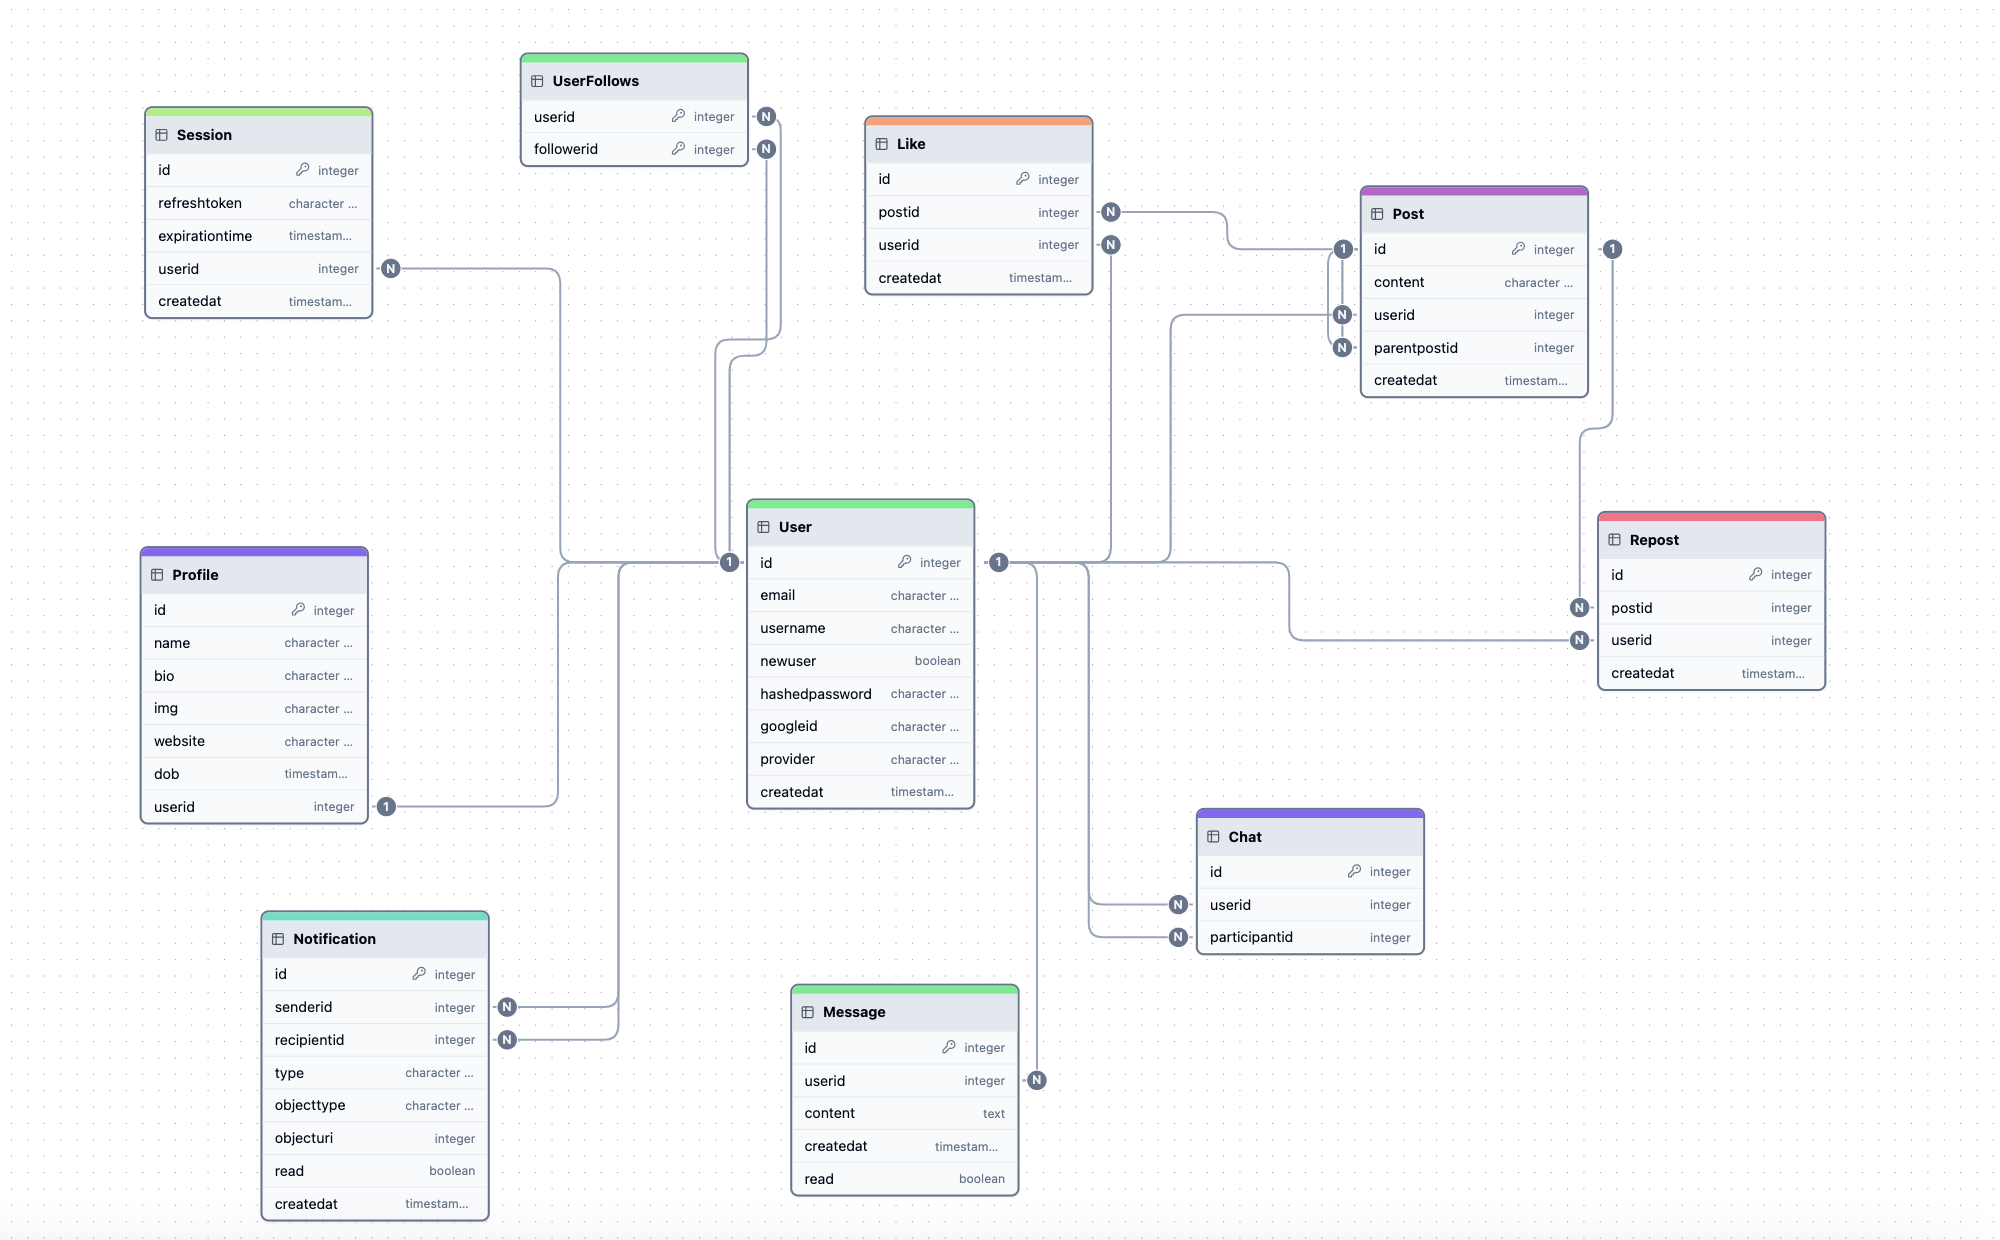 UserFollows
userid integer
followerid integer
Session
id integer
refreshtoken character ...
expirationtime timestam...
userid integer
createdat timestam...
Like
id integer
postid integer
userid integer
createdat timestam...
Post
id integer
content character ...
userid integer
parentpostid integer
createdat timestam...
User
id integer
email character ...
username character ...
newuser boolean
hashedpassword character ...
googleid character ...
provider character ...
createdat timestam...
Repost
id integer
postid integer
userid integer
createdat timestam...
Profile
id integer
name character ...
bio character ...
img character ...
website character ...
dob timestam...
userid integer
Chat
id integer
userid integer
participantid integer
Notification
id integer
senderid integer
recipientid integer
type character ...
objecttype character ...
objecturi integer
read boolean
createdat timestam...
Message
id integer
userid integer
content text
createdat timestam...
read boolean
N
N
N
N
N
1
N
N
1
1
1
N
N
1
N
N
N
N
N